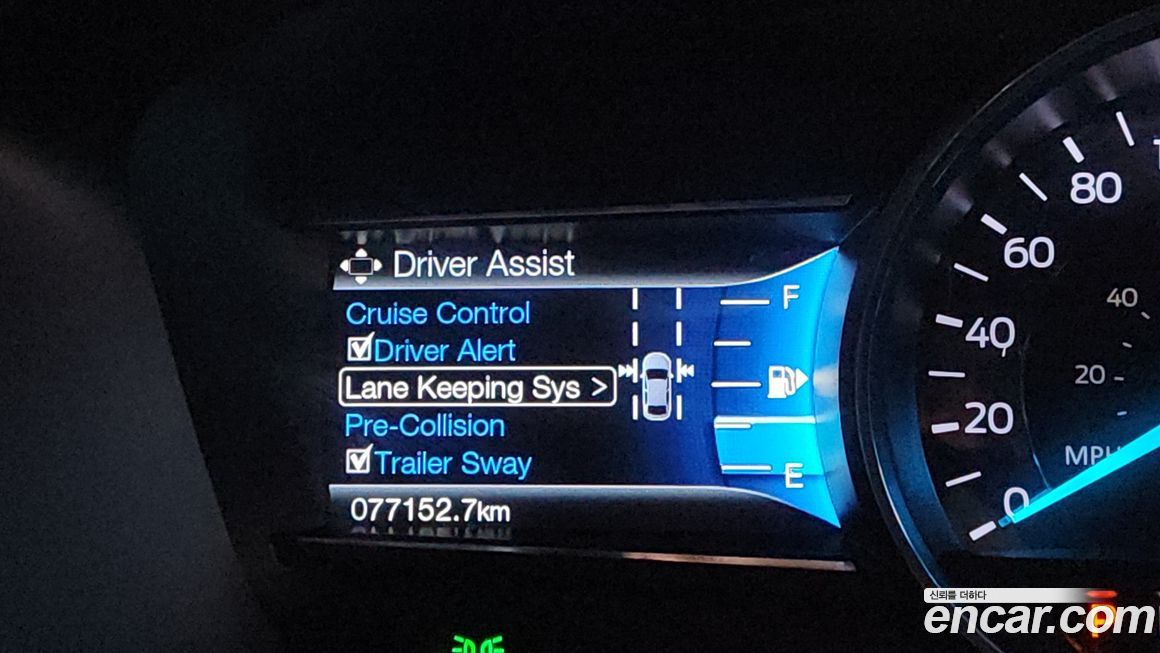 Driver Assist
Cruise Control
Driver Alert
Lane Keeping Sys >
Pre-Collision
Trailer Sway
077152.7km
F
E
80
60
40
20
0
40
20
MPH
신뢰를 더하다
encar.com